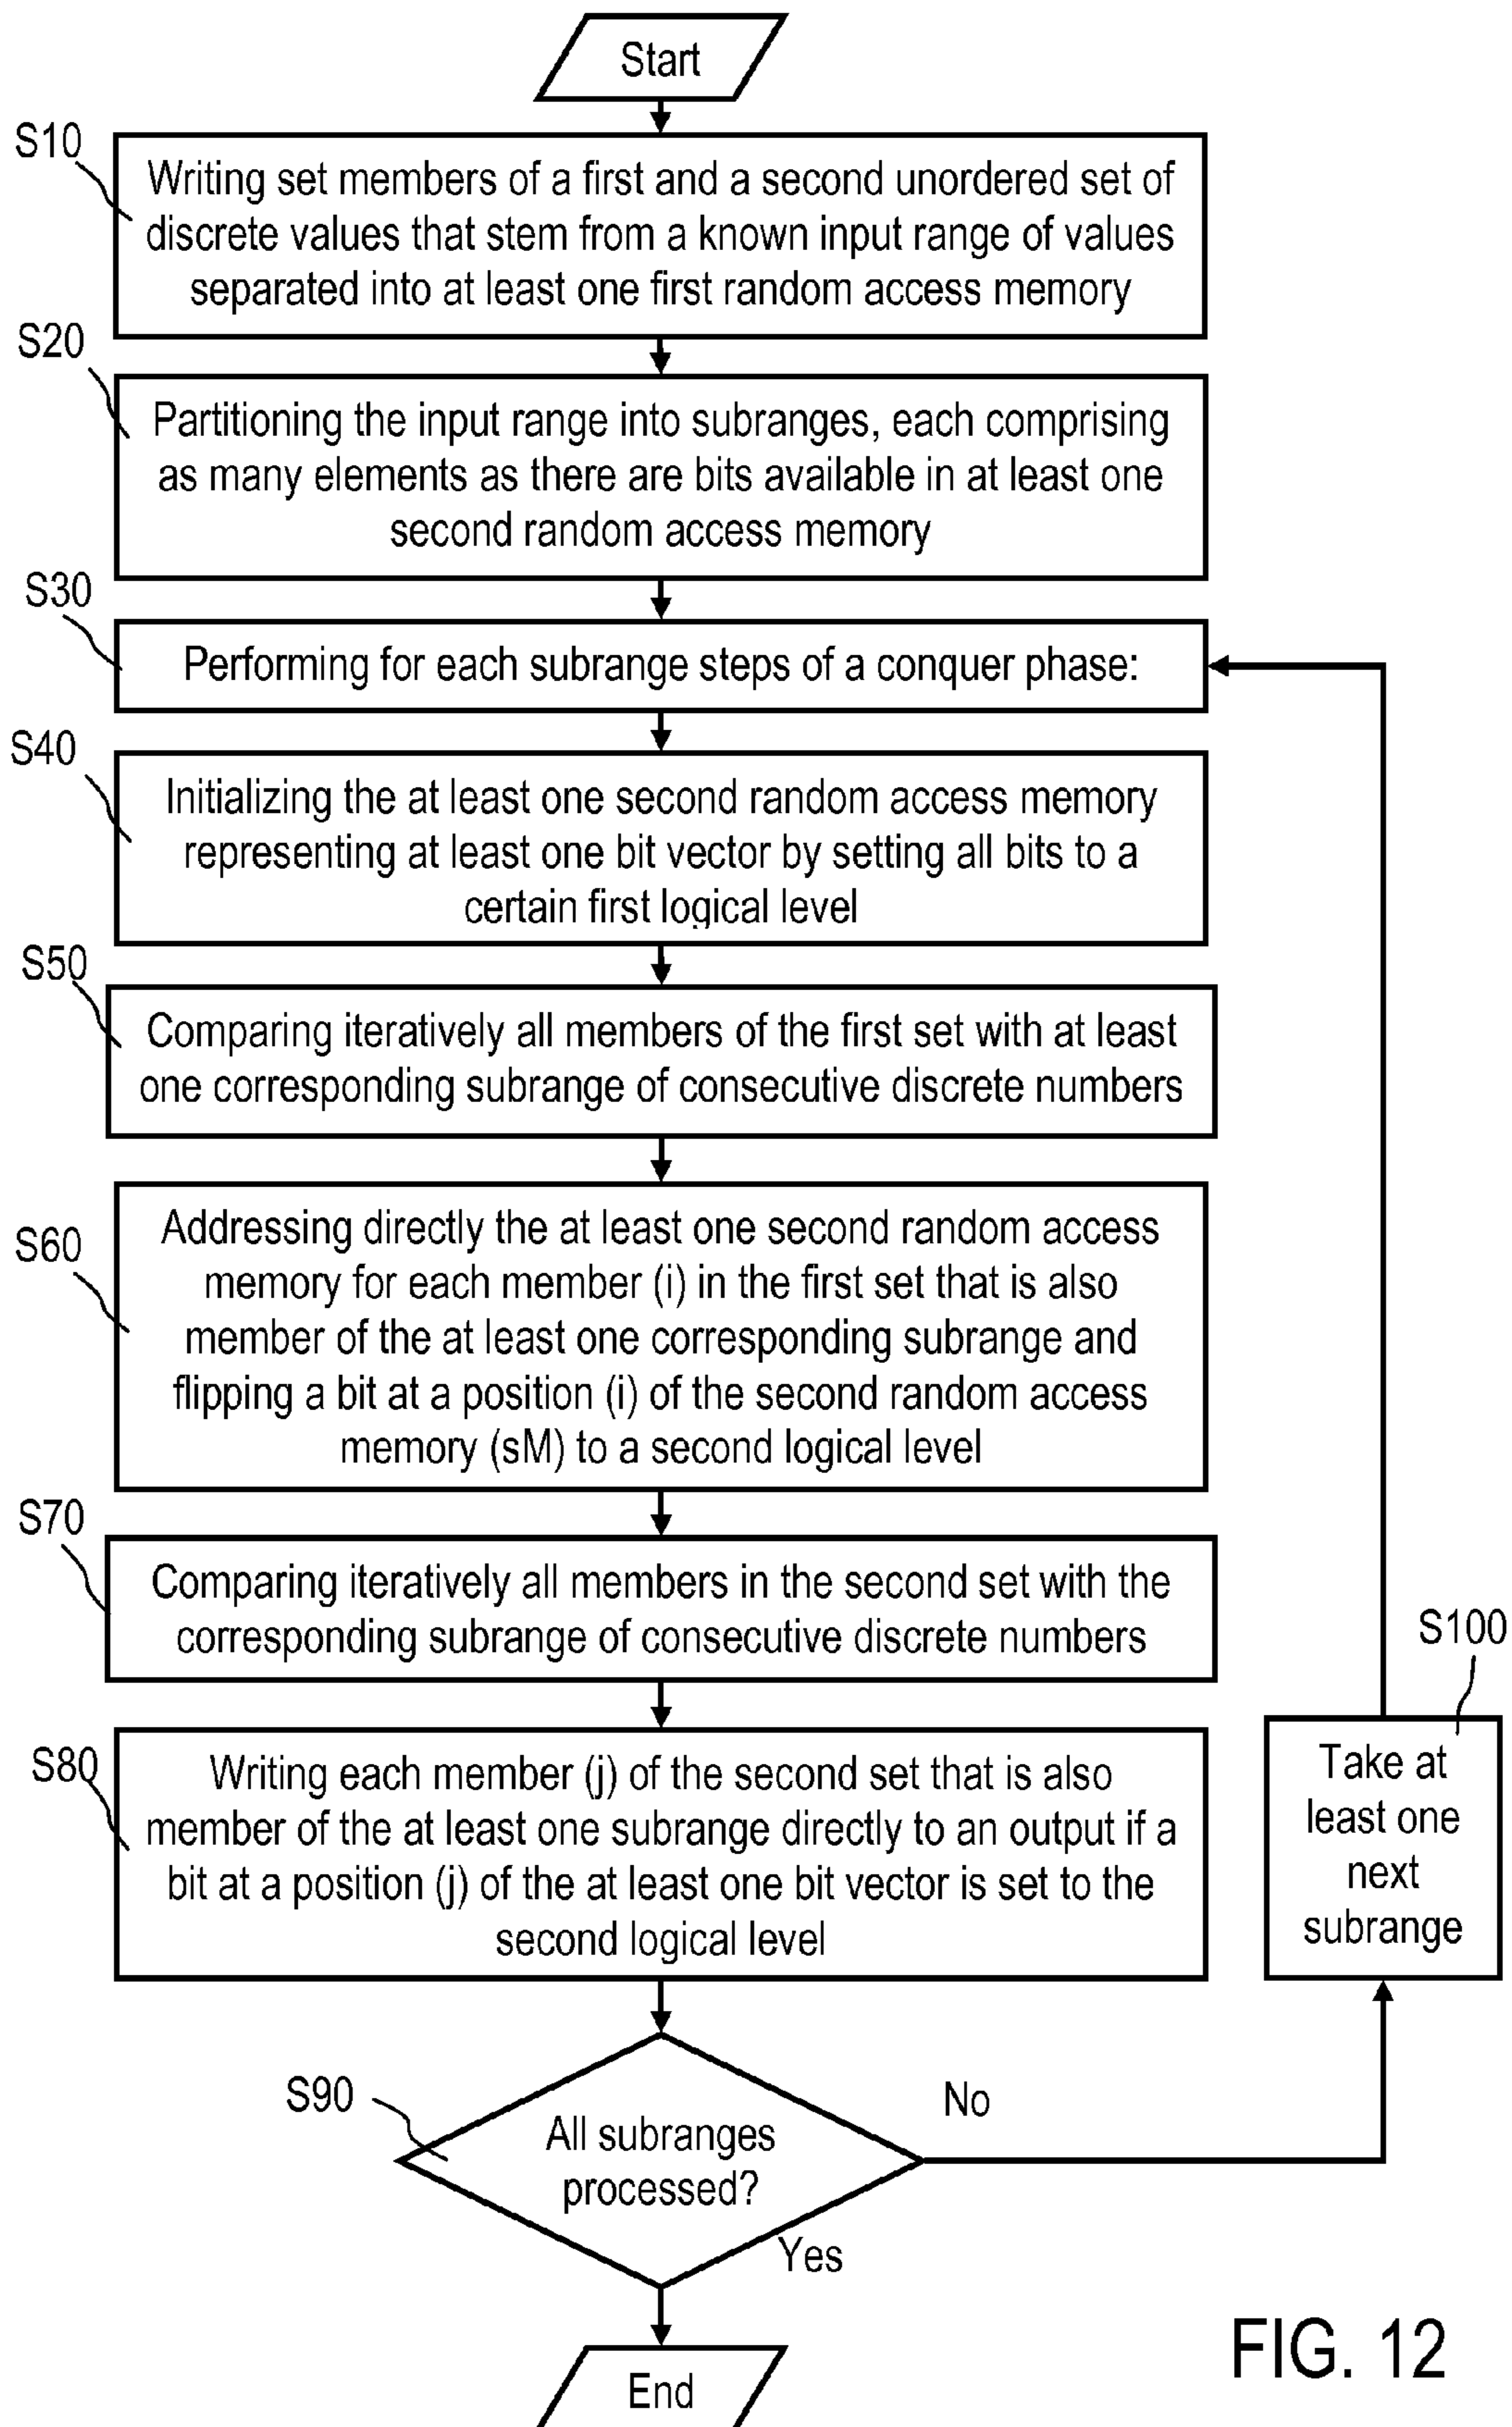 Start
S10
Writing set members of a first and a second unordered set of
discrete values that stem from a known input range of values
separated into at least one first random access memory
S20
Partitioning the input range into subranges, each comprising
as many elements as there are bits available in at least one
second random access memory
S30
Performing for each subrange steps of a conquer phase:
S40
Initializing the at least one second random access memory
representing at least one bit vector by setting all bits to a
certain first logical level
S50
Comparing iteratively all members of the first set with at least
one corresponding subrange of consecutive discrete numbers
S60
Addressing directly the at least one second random access
memory for each member (i) in the first set that is also
member of the at least one corresponding subrange and
flipping a bit at a position (i) of the second random access
memory (sM) to a second logical level
S70
Comparing iteratively all members in the second set with the
corresponding subrange of consecutive discrete numbers
S80
Writing each member (j) of the second set that is also
member of the at least one subrange directly to an output if a
bit at a position (j) of the at least one bit vector is set to the
second logical level
S100
Take at
least one
next
subrange
S90
All subranges
processed?
No
Yes
End
FIG. 12